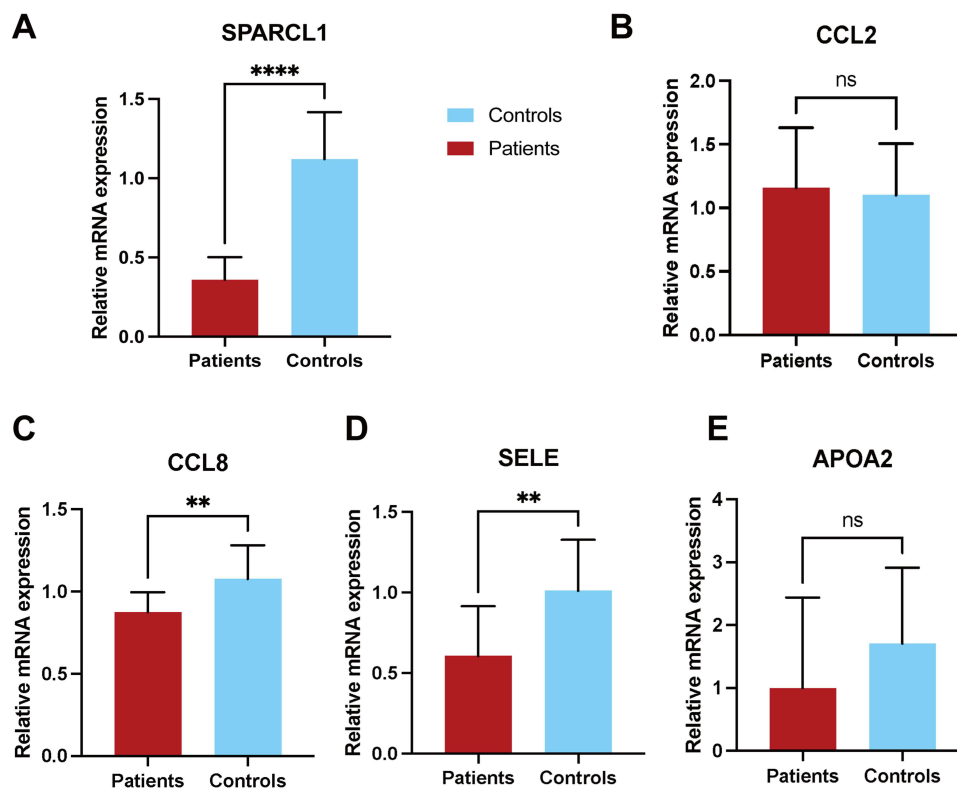 A
SPARCL1
****
Relative mRNA expression
1.5
1.0
0.5
0.0
Patients
Controls
Controls
Patients
B
CCL2
ns
Relative mRNA expression
2.0
1.5
1.0
0.5
0.0
Patients
Controls
C
CCL8
**
Relative mRNA expression
1.5
1.0
0.5
0.0
Patients
Controls
D
SELE
**
Relative mRNA expression
1.5
1.0
0.5
0.0
Patients
Controls
E
APOA2
ns
Relative mRNA expression
4
3
2
1
0
Patients
Controls